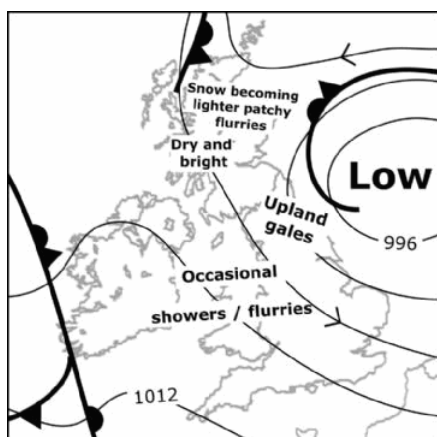 Snow becoming
lighter patchy
flurries
Dry and
bright
Low
Upland
gales
996
Occasional
showers / flurries
1012